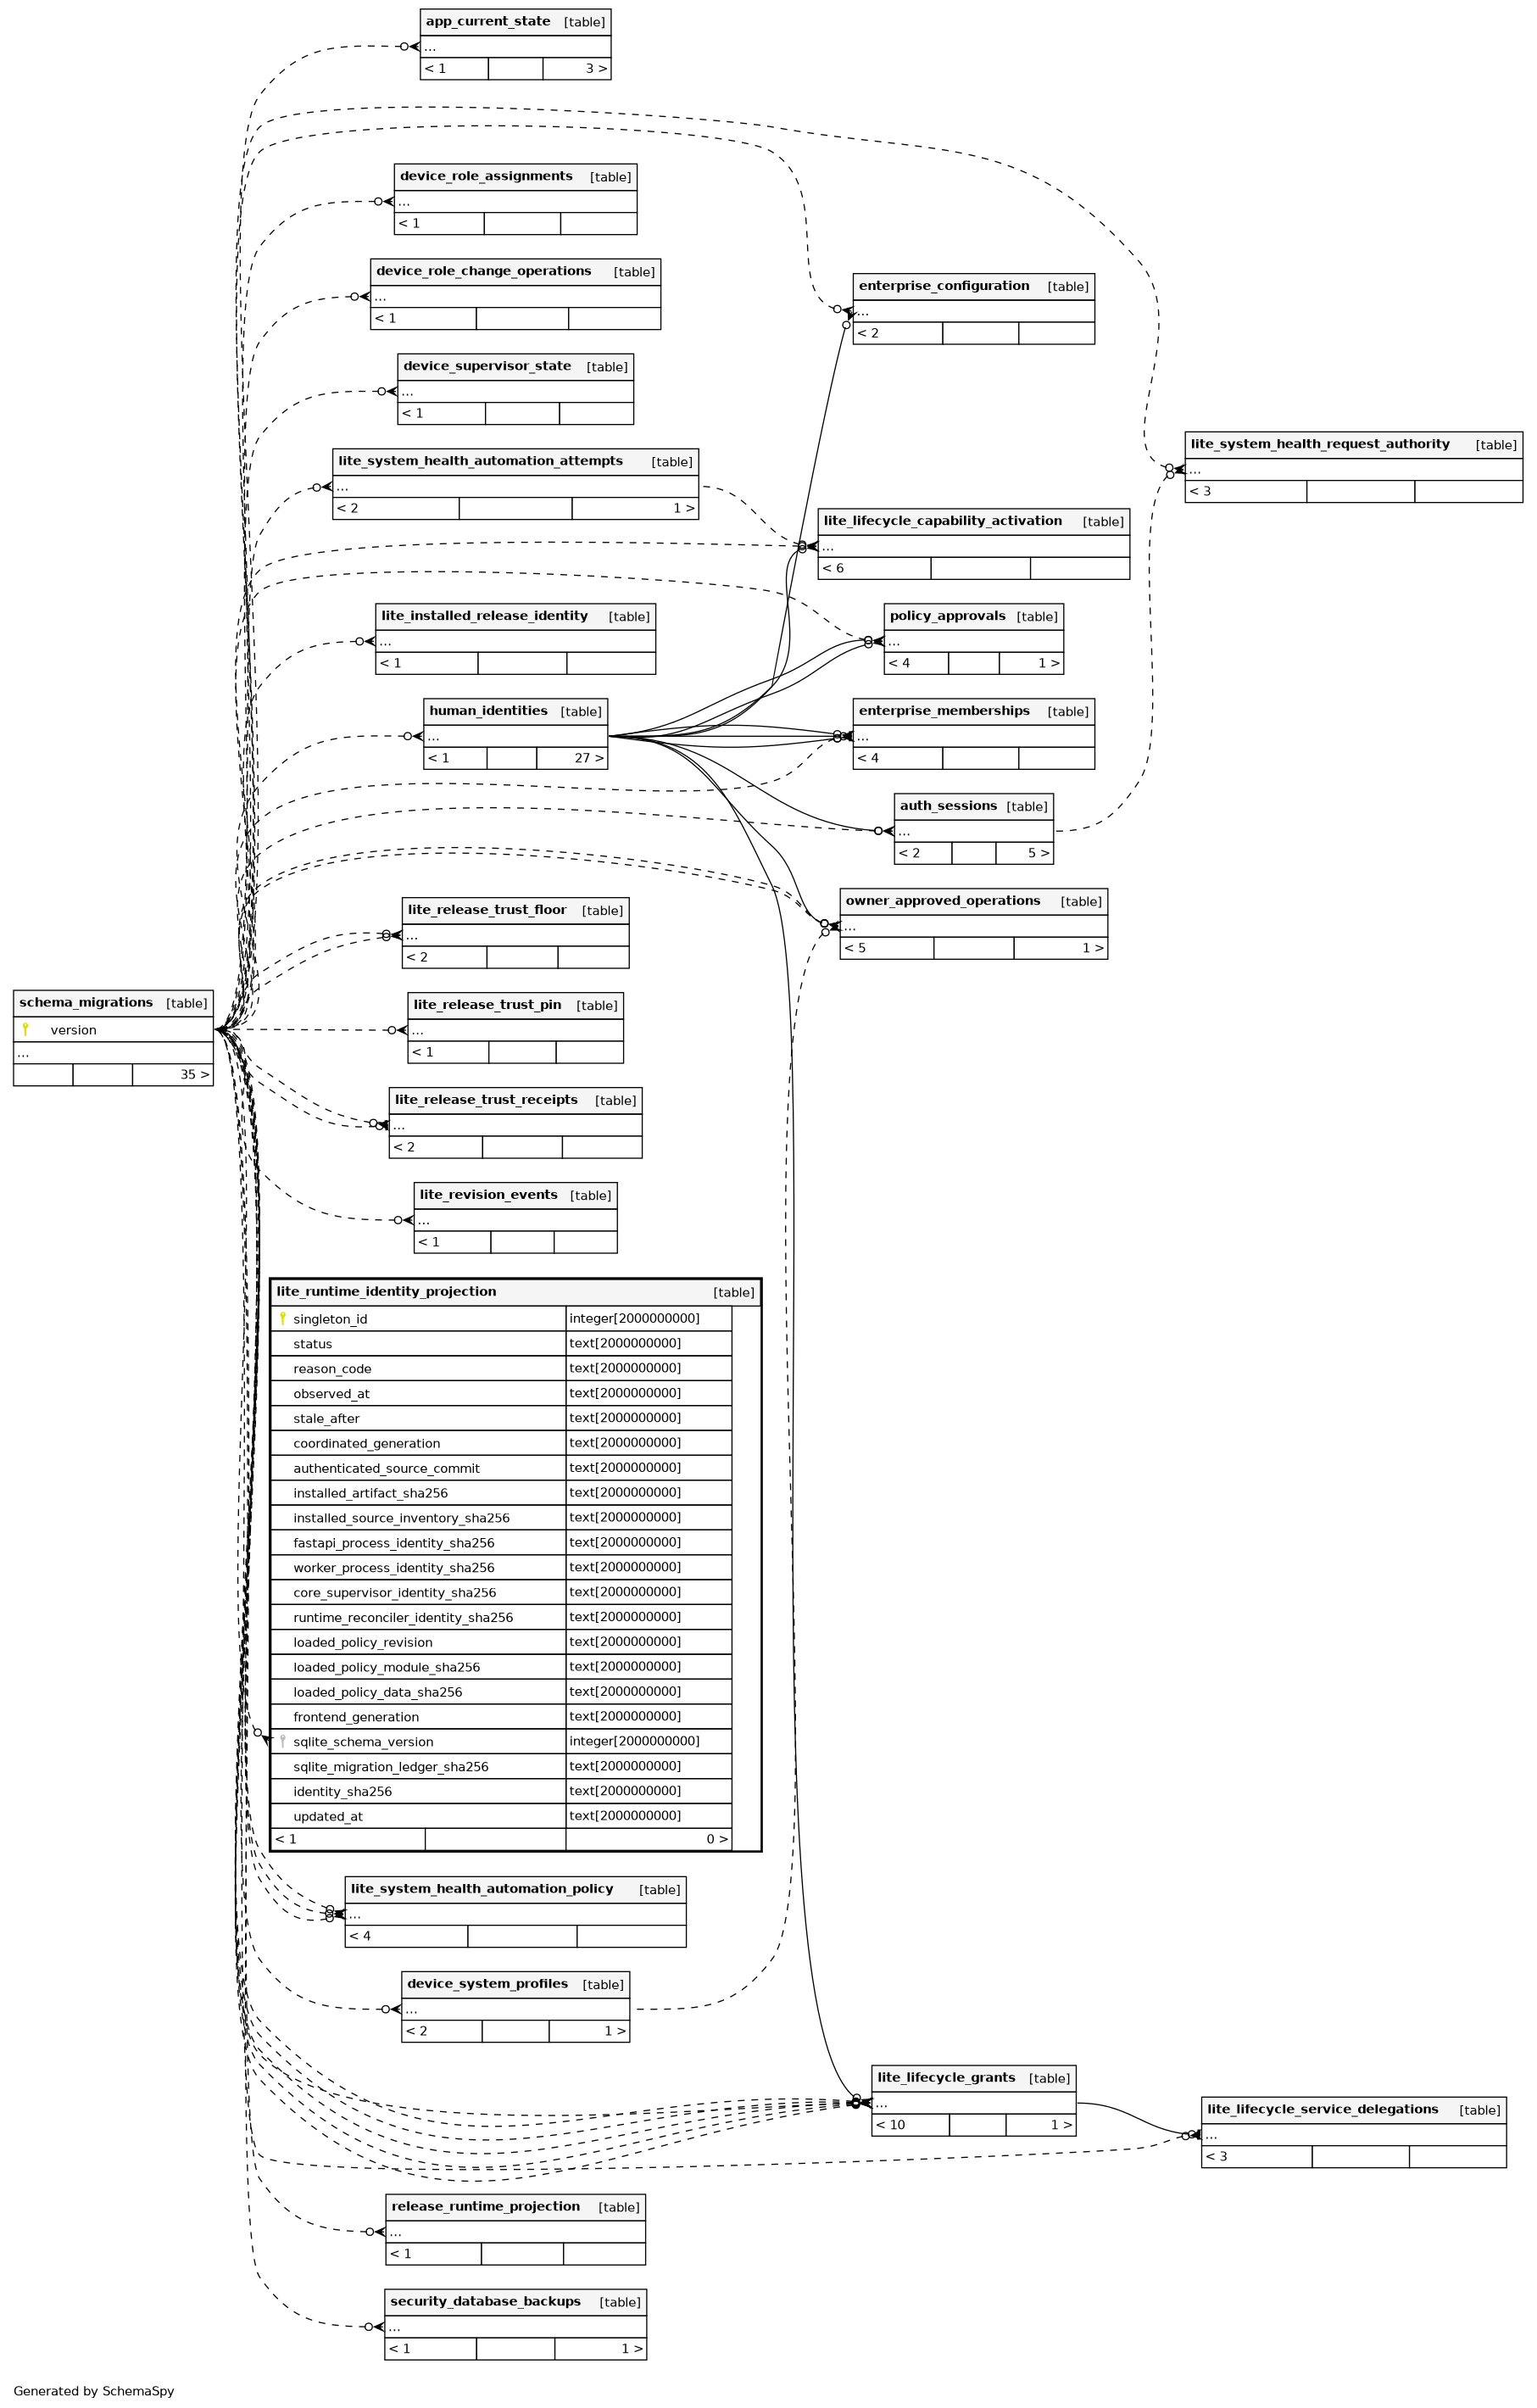 app_current_state [table]
...
< 1 3 >
device_role_assignments [table]
...
< 1
device_role_change_operations [table]
...
< 1
enterprise_configuration [table]
...
< 2
device_supervisor_state [table]
...
< 1
lite_system_health_request_authority [table]
...
< 3
lite_system_health_automation_attempts [table]
...
< 2 1 >
lite_lifecycle_capability_activation [table]
...
< 6
lite_installed_release_identity [table]
...
< 1
policy_approvals [table]
...
< 4 1 >
human_identities [table]
...
< 1 27 >
enterprise_memberships [table]
...
< 4
auth_sessions [table]
...
< 2 5 >
owner_approved_operations [table]
...
< 5 1 >
lite_release_trust_floor [table]
...
< 2
schema_migrations [table]
version
...
35 >
lite_release_trust_pin [table]
...
< 1
lite_release_trust_receipts [table]
...
< 2
lite_revision_events [table]
...
< 1
lite_runtime_identity_projection [table]
singleton_id integer[2000000000]
status text[2000000000]
reason_code text[2000000000]
observed_at text[2000000000]
stale_after text[2000000000]
coordinated_generation text[2000000000]
authenticated_source_commit text[2000000000]
installed_artifact_sha256 text[2000000000]
installed_source_inventory_sha256 text[2000000000]
fastapi_process_identity_sha256 text[2000000000]
worker_process_identity_sha256 text[2000000000]
core_supervisor_identity_sha256 text[2000000000]
runtime_reconciler_identity_sha256 text[2000000000]
loaded_policy_revision text[2000000000]
loaded_policy_module_sha256 text[2000000000]
loaded_policy_data_sha256 text[2000000000]
frontend_generation text[2000000000]
sqlite_schema_version integer[2000000000]
sqlite_migration_ledger_sha256 text[2000000000]
identity_sha256 text[2000000000]
updated_at text[2000000000]
< 1 0 >
lite_system_health_automation_policy [table]
...
< 4
device_system_profiles [table]
...
< 2 1 >
lite_lifecycle_grants [table]
...
< 10 1 >
lite_lifecycle_service_delegations [table]
...
< 3
release_runtime_projection [table]
...
< 1
security_database_backups [table]
...
< 1 1 >
Generated by SchemaSpy